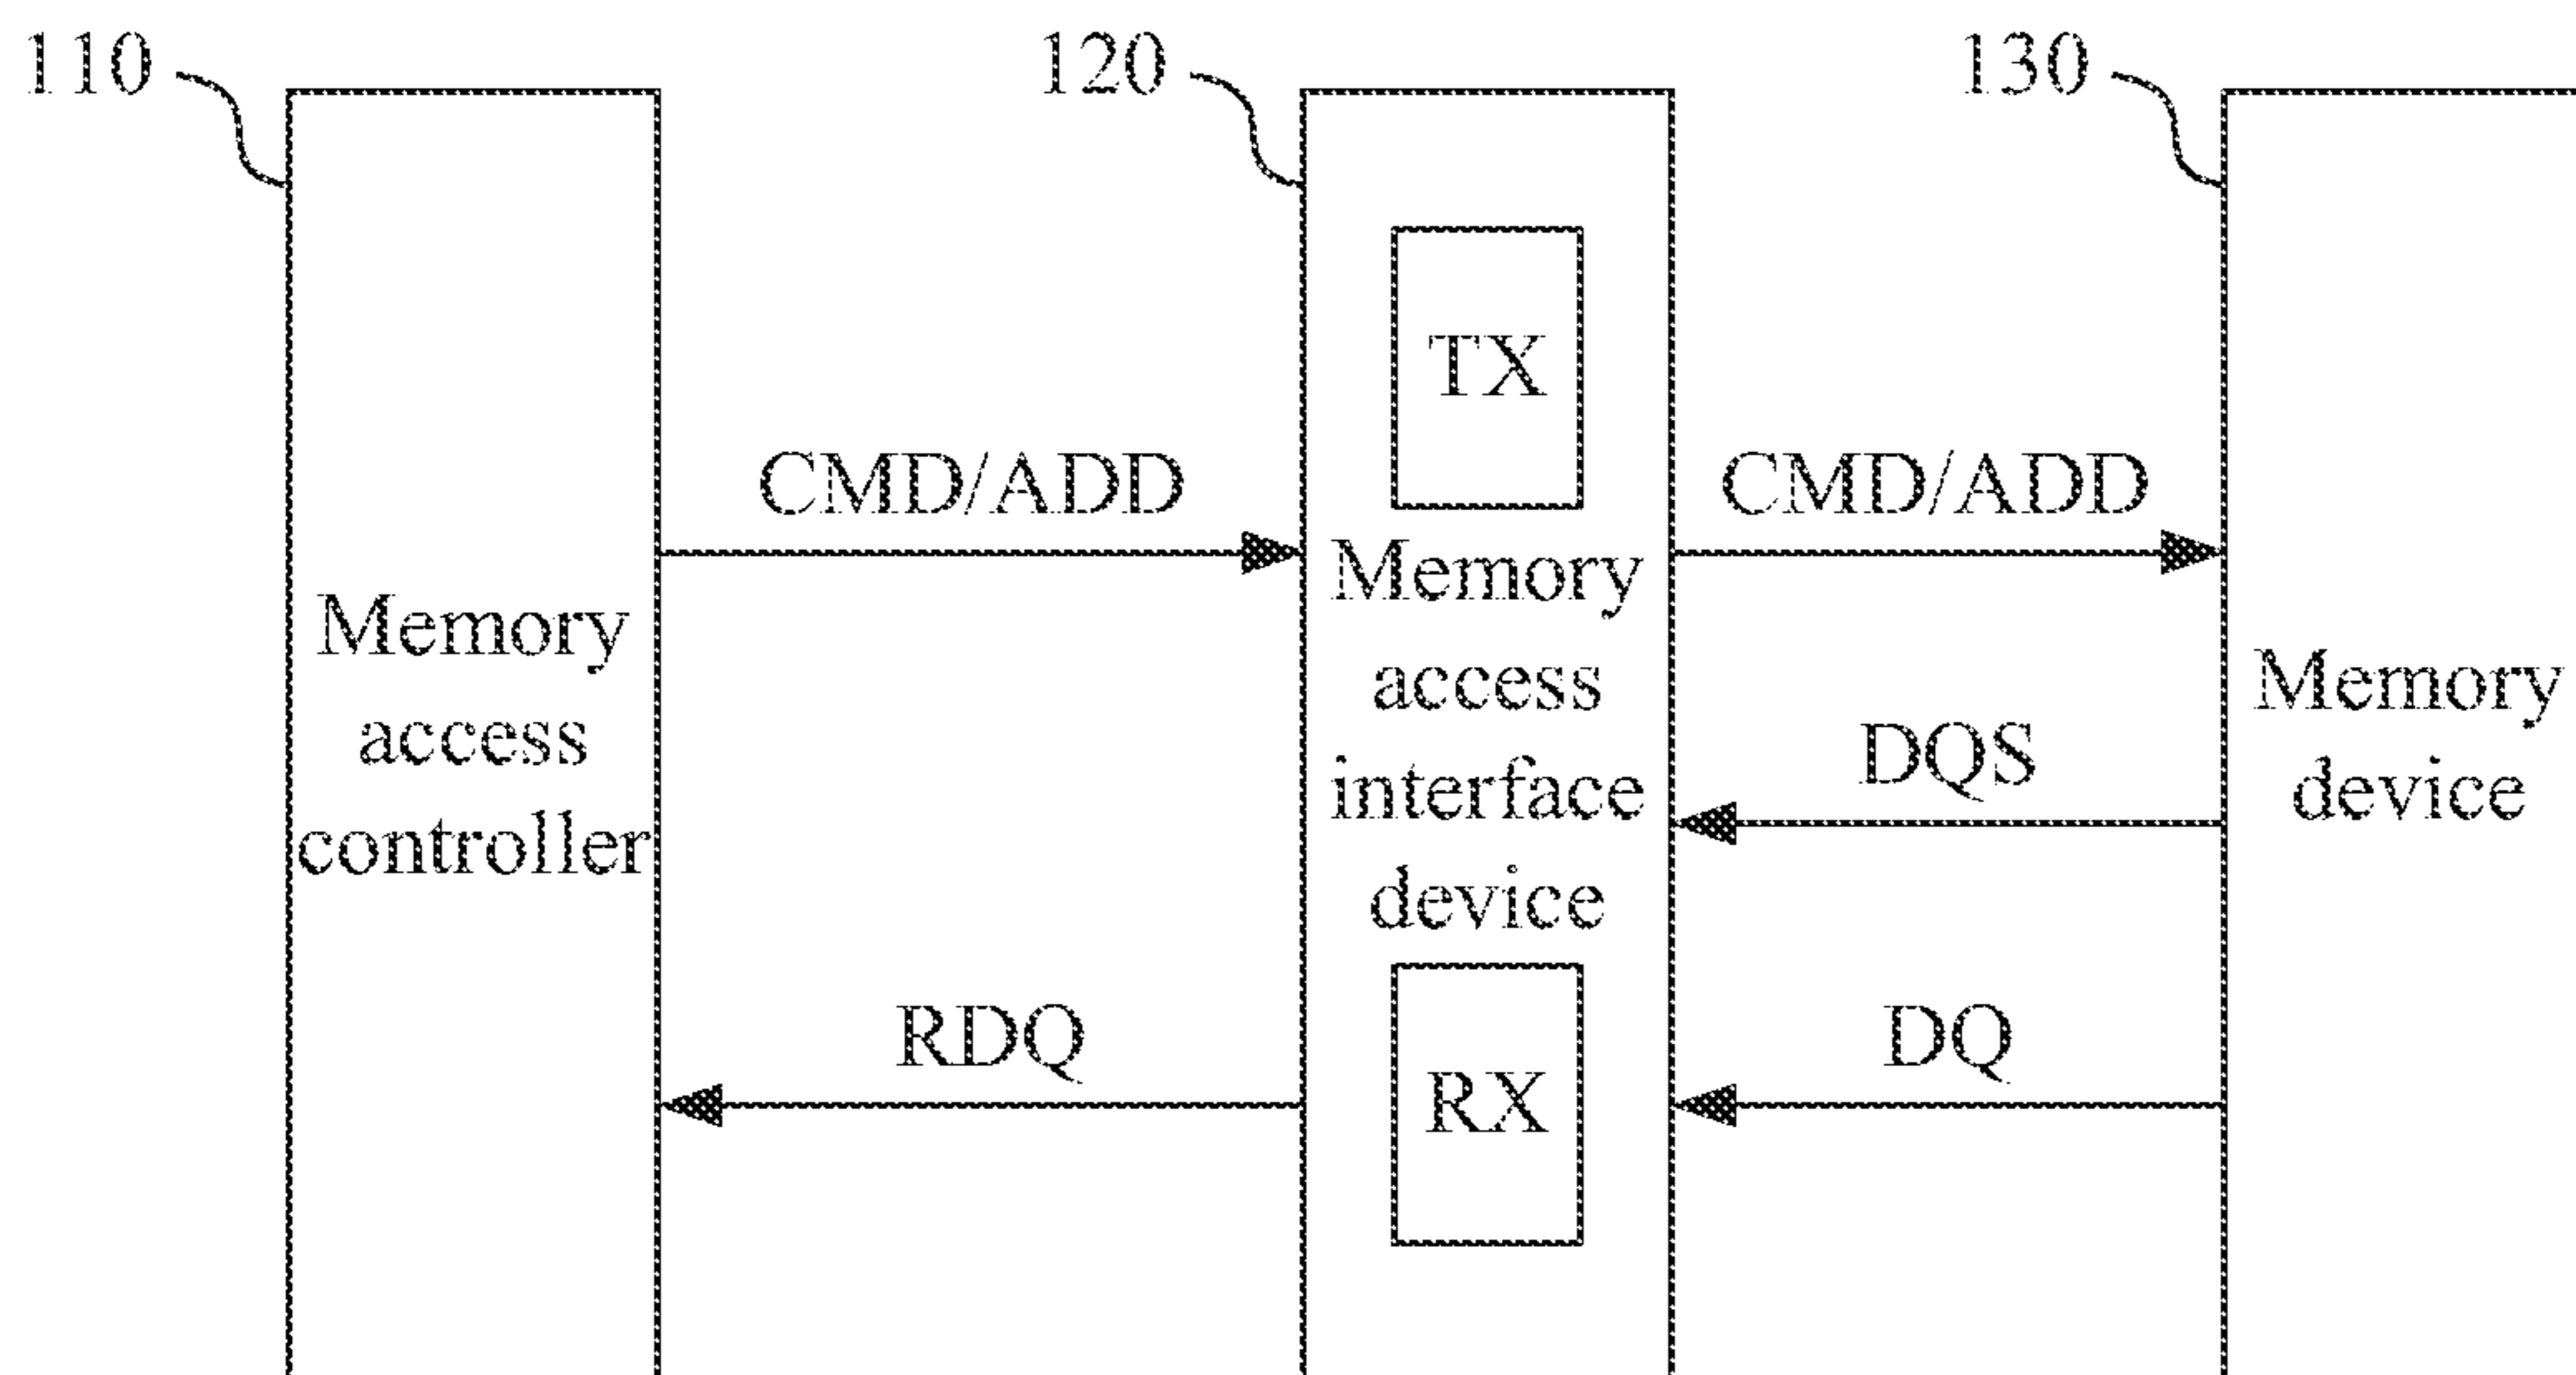 110
120
130
TX
CMD/ADD
CMD/ADD
Memory
access
controller
Memory
access
interface
device
Memory
device
DQS
RDQ
RX
DQ